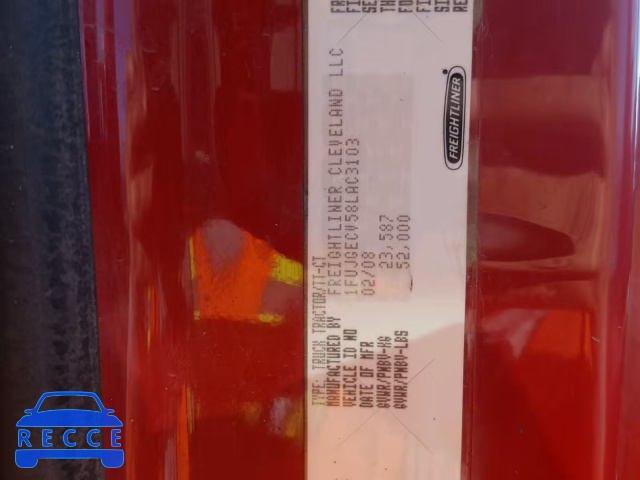 TYPE: TRUCK TRACTOR/TT-CT
MANUFACTURED BY FREIGHTLINER CLEVELAND LLC
VEHICLE ID NO 1FUJGECV58LAC3103
DATE OF MFR 02/08
GVWR/PNBV-KG 23,587
GVWR/PNBV-LBS 52,000
FREIGHTLINER
RECCE